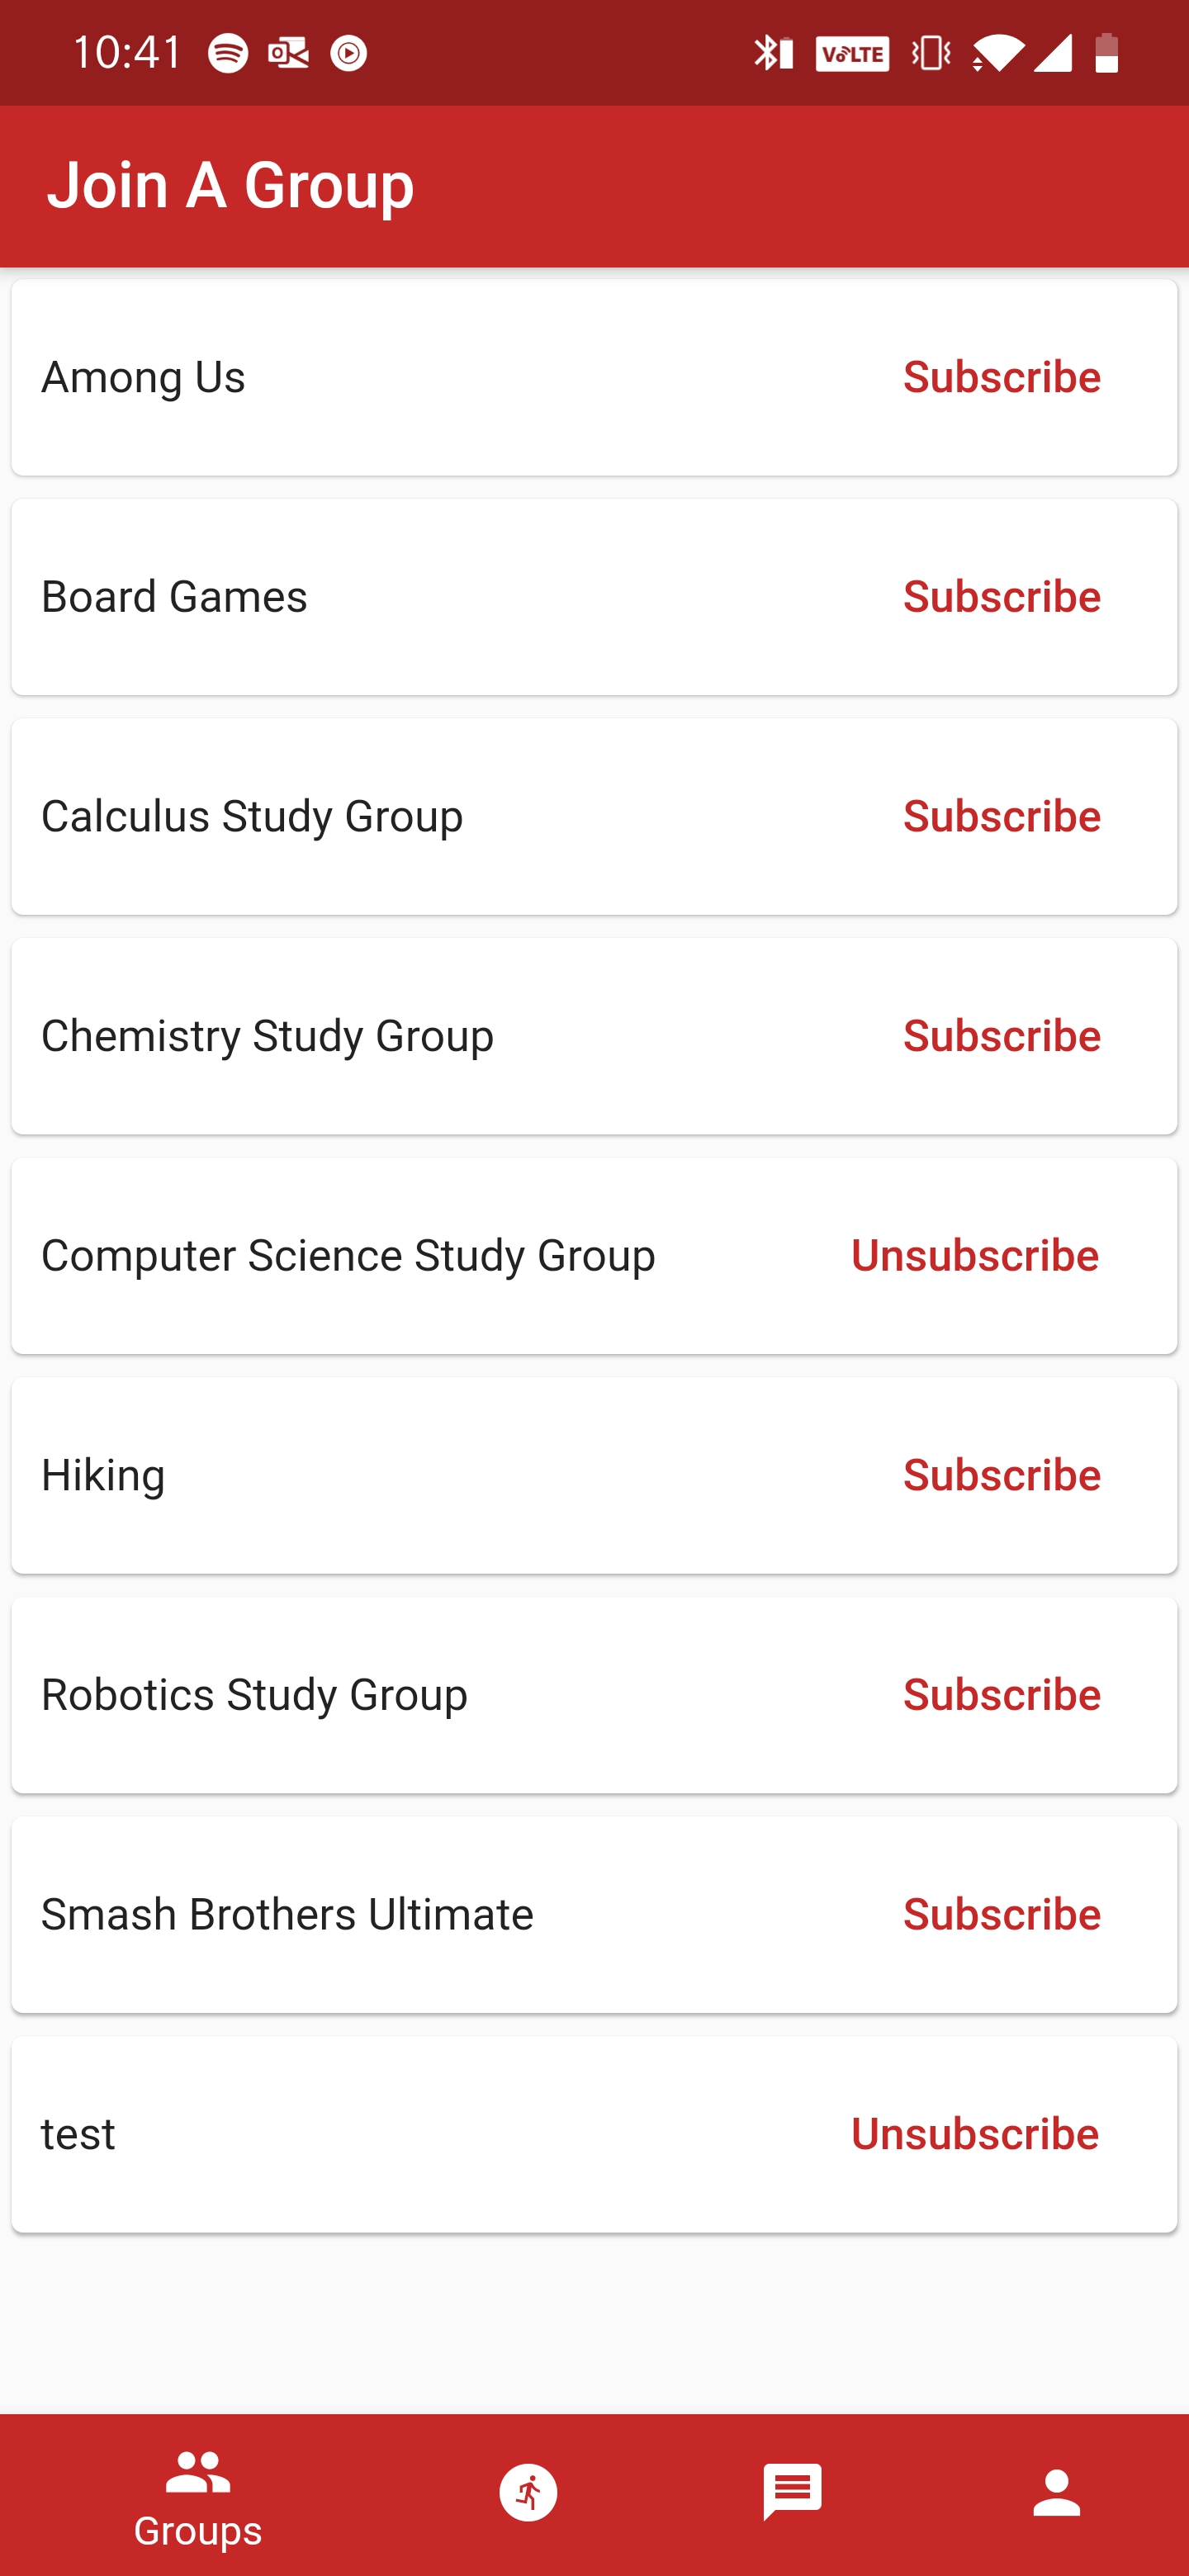 10:41 VoLTE
Join A Group
Among Us Subscribe
Board Games Subscribe
Calculus Study Group Subscribe
Chemistry Study Group Subscribe
Computer Science Study Group Unsubscribe
Hiking Subscribe
Robotics Study Group Subscribe
Smash Brothers Ultimate Subscribe
test Unsubscribe
Groups